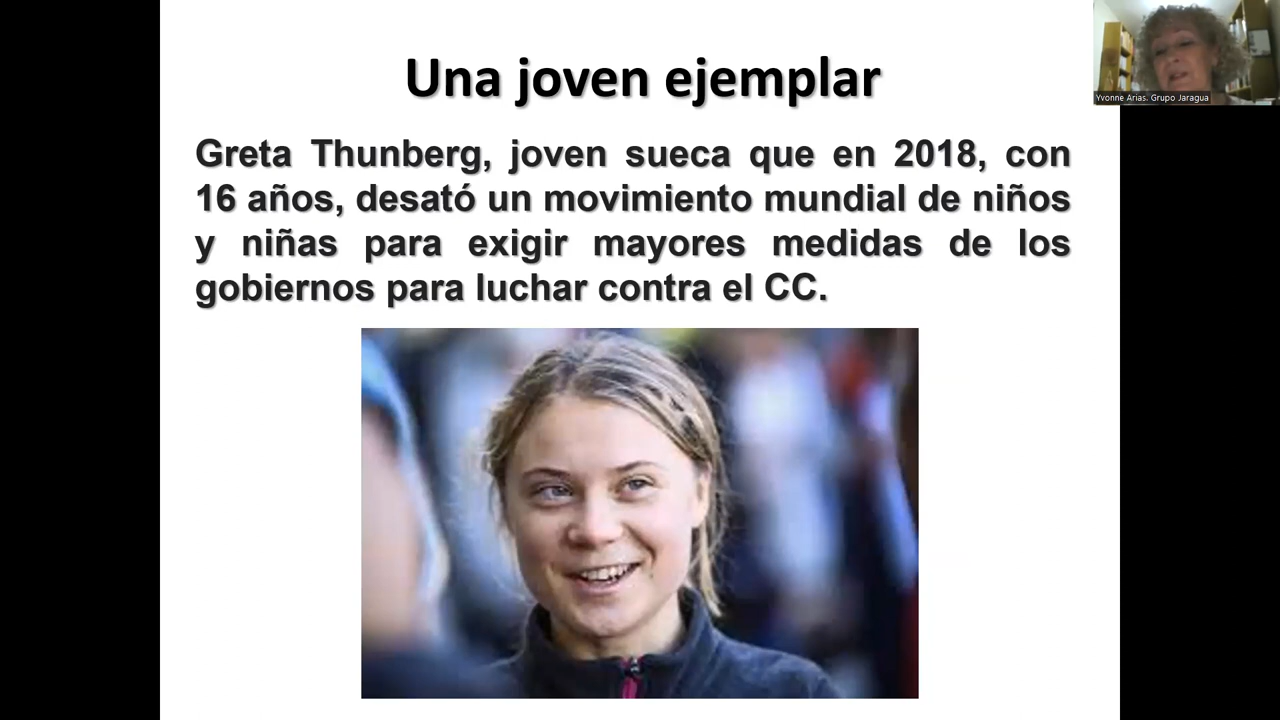 Una joven ejemplar
Greta Thunberg, joven sueca que en 2018, con
16 años, desató un movimiento mundial de niños
y niñas para exigir mayores medidas de los
gobiernos para luchar contra el CC.
Yvonne Arias. Grupo Jaragua